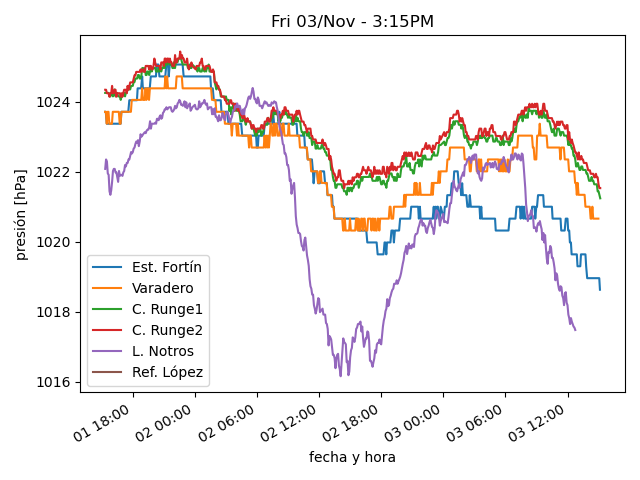 Fri 03/Nov - 3:15PM
presión [hPa]
1024
1022
1020
1018
1016
Est. Fortín
Varadero
C. Runge1
C. Runge2
L. Notros
Ref. López
01 18:00
02 00:00
02 06:00
02 12:00
02 18:00
03 00:00
03 06:00
03 12:00
fecha y hora